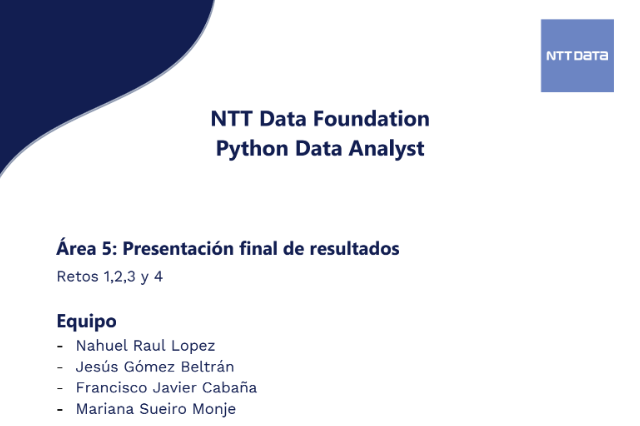 NTT DATA
NTT Data Foundation
Python Data Analyst
Área 5: Presentación final de resultados
Retos 1,2,3 y 4
Equipo
- Nahuel Raul Lopez
- Jesús Gómez Beltrán
- Francisco Javier Cabaña
- Mariana Sueiro Monje